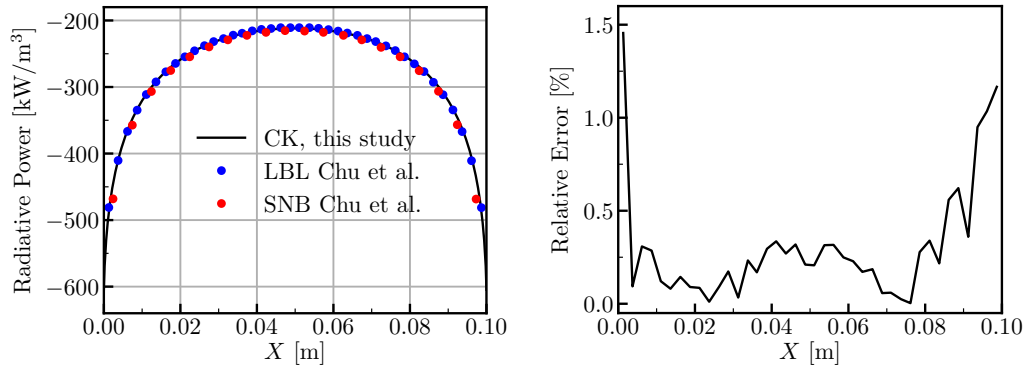 Radiative Power [kW/m³]
−200
−300
−400
−500
−600
CK, this study
LBL Chu et al.
SNB Chu et al.
0.00 0.02 0.04 0.06 0.08 0.10
X [m]
Relative Error [%]
1.5
1.0
0.5
0.0
0.00 0.02 0.04 0.06 0.08 0.10
X [m]